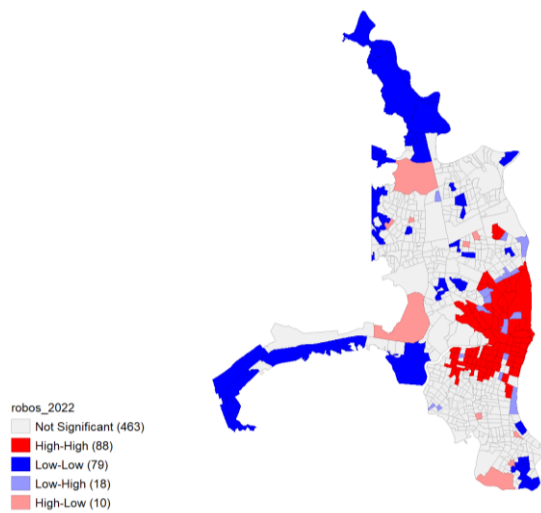 robos_2022
Not Significant (463)
High-High (88)
Low-Low (79)
Low-High (18)
High-Low (10)